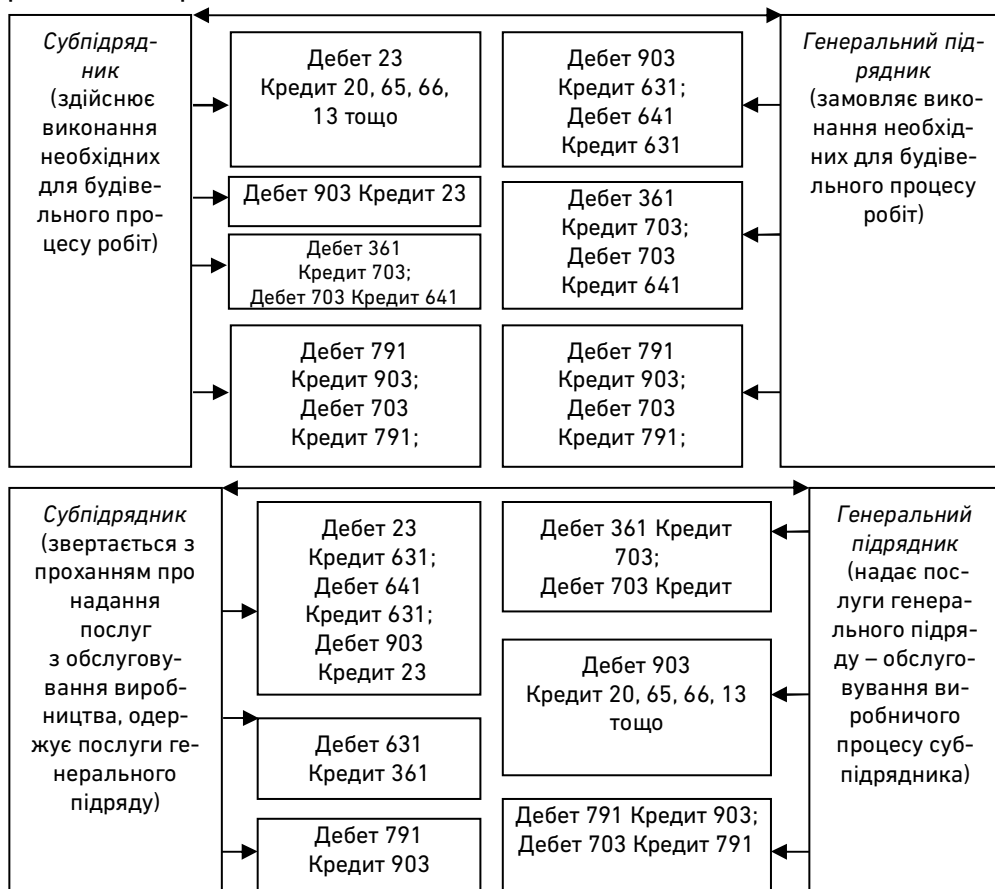 Субпідряд-
ник
(здійснює
виконання
необхідних
для будіве-
льного про-
цесу робіт)
Дебет 23
Кредит 20, 65, 66,
13 тощо
Дебет 903 Кредит 23
Дебет 361
Кредит 703;
Дебет 703 Кредит 641
Дебет 791
Кредит 903;
Дебет 703
Кредит 791;
Дебет 903
Кредит 631;
Дебет 641
Кредит 631
Дебет 361
Кредит 703;
Дебет 703
Кредит 641
Дебет 791
Кредит 903;
Дебет 703
Кредит 791;
Генеральний під-
рядник
(замовляє вико-
нання необхід-
них для будіве-
льного процесу
робіт)
Субпідрядник
(звертається з
проханням про
надання
послуг
з обслугову-
вання вироб-
ництва, одер-
жує послуги ге-
нерального
підряду)
Дебет 23
Кредит 631;
Дебет 641
Кредит 631;
Дебет 903
Кредит 23
Дебет 631
Кредит 361
Дебет 791
Кредит 903
Дебет 361 Кредит
703;
Дебет 703 Кредит
Дебет 903
Кредит 20, 65, 66, 13
тощо
Дебет 791 Кредит 903;
Дебет 703 Кредит 791
Генеральний
підрядник
(надає пос-
луги генера-
льного підря-
ду – обслуго-
вування ви-
робничого
процесу суб-
підрядника)